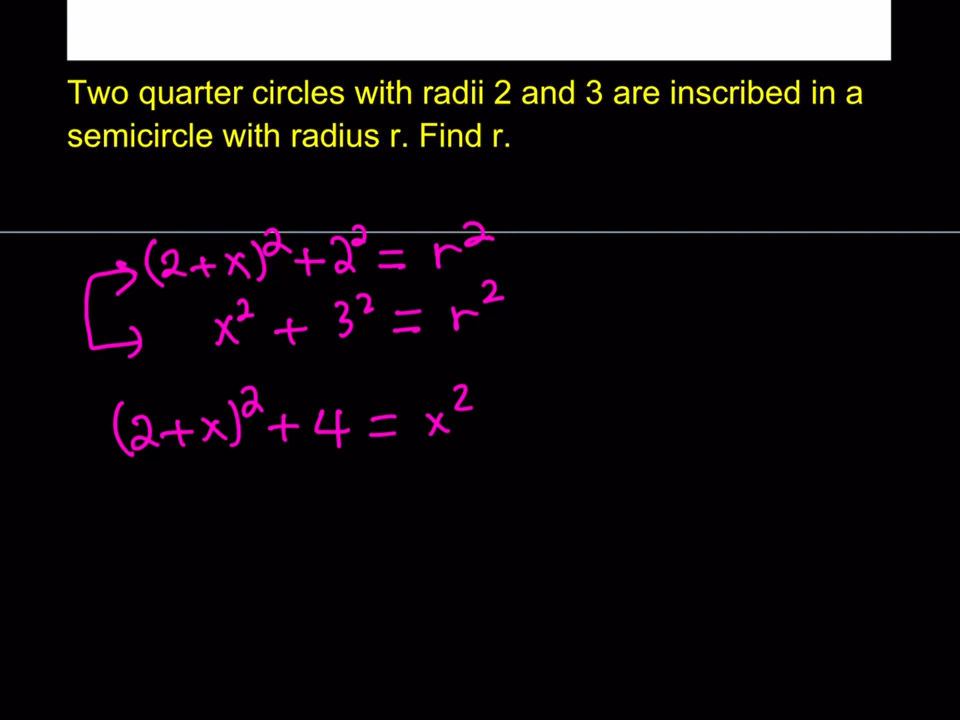 Two quarter circles with radii 2 and 3 are inscribed in a
semicircle with radius r. Find r.
(2+x)² + 2² = r²
x² + 3² = r²
(2+x)² + 4 = x²